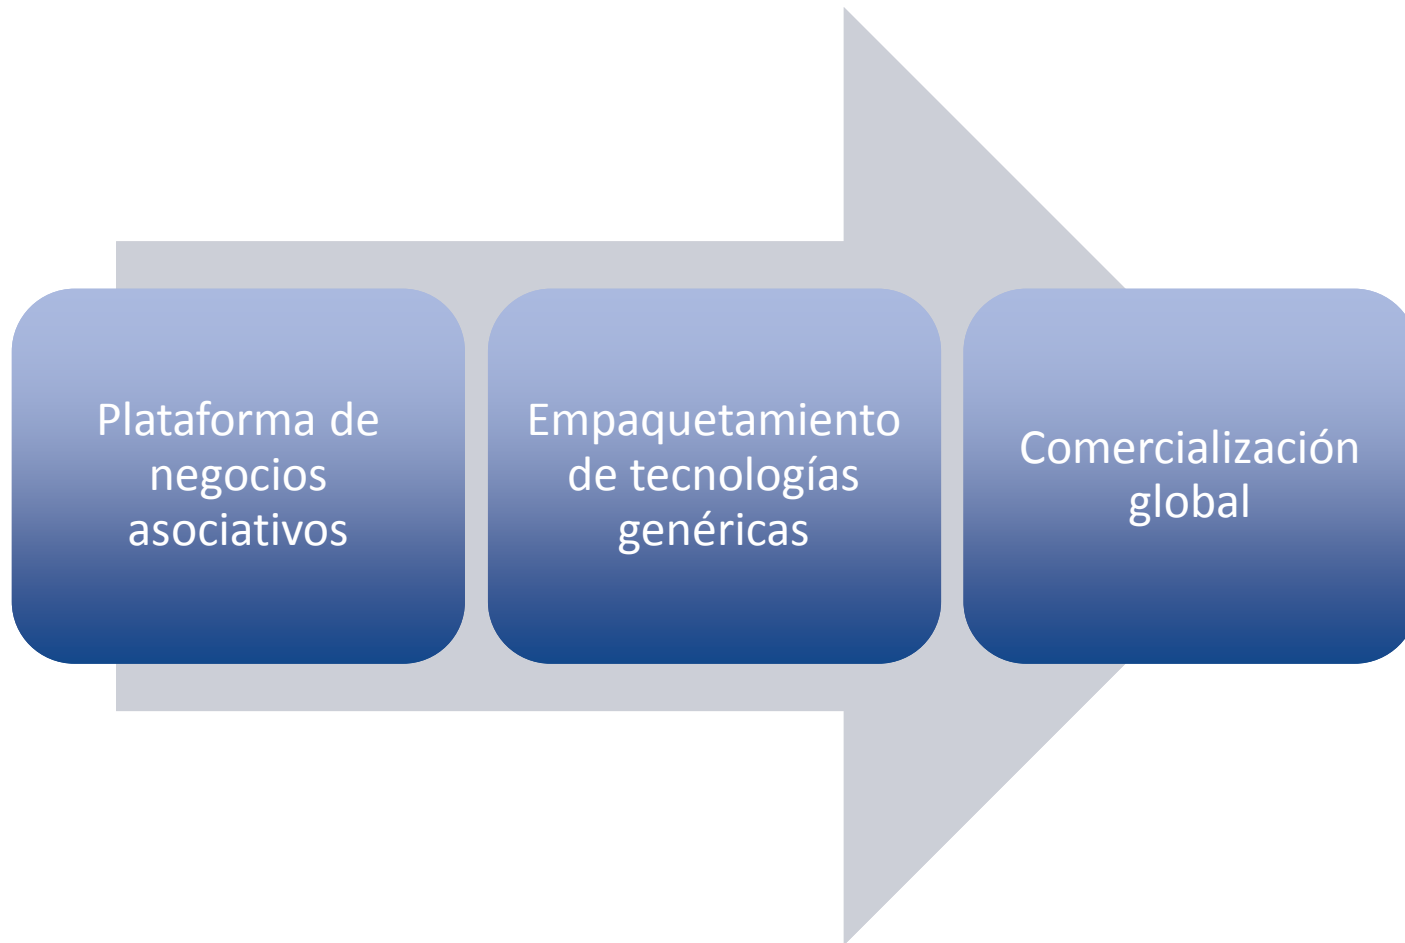 Plataforma de
negocios
asociativos
Empaquetamiento
de tecnologías
genéricas
Comercialización
global